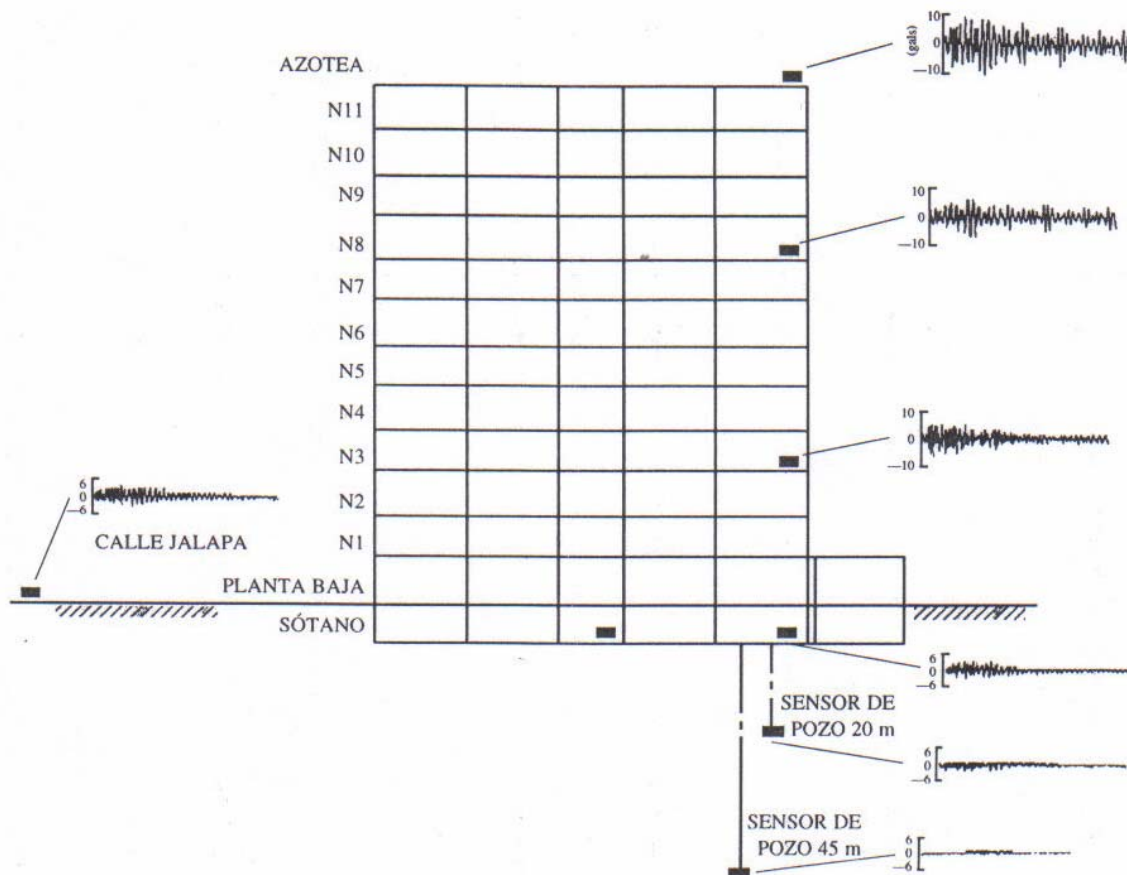 10
(gals)
0
—10
AZOTEA
N11
N10
N9
10
0
—10
N8
N7
N6
N5
N4
10
0
—10
N3
6
0
—6
N2
CALLE JALAPA
N1
PLANTA BAJA
SÓTANO
6
0
—6
SENSOR DE
POZO 20 m
6
0
—6
SENSOR DE
POZO 45 m
6
0
—6